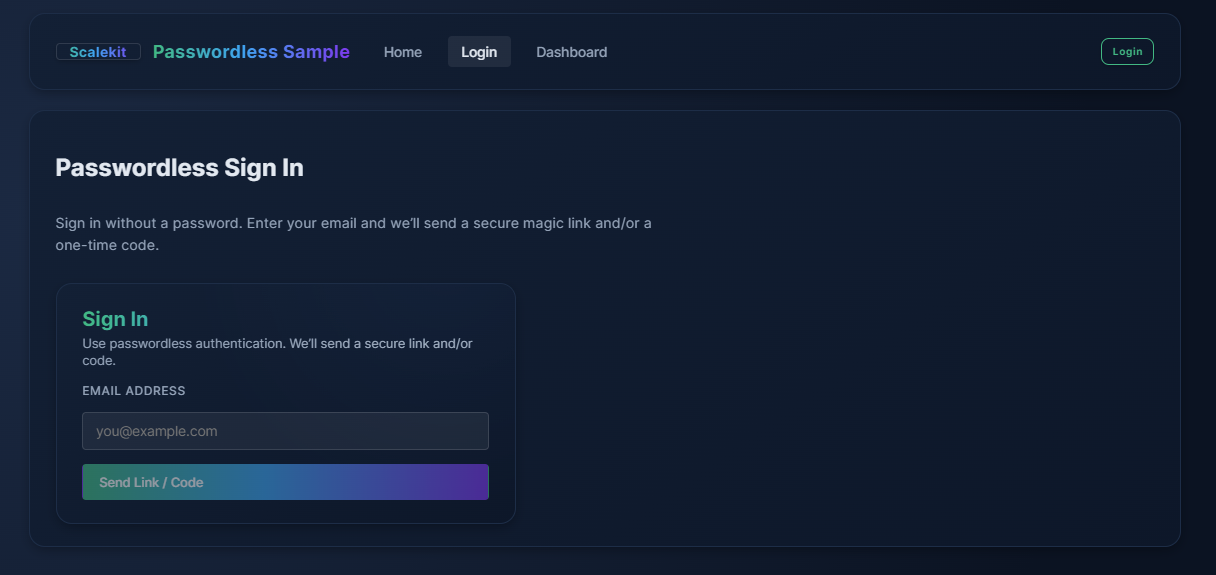 Scalekit Passwordless Sample Home Login Dashboard Login
Passwordless Sign In
Sign in without a password. Enter your email and we'll send a secure magic link and/or a
one-time code.
Sign In
Use passwordless authentication. We'll send a secure link and/or
code.
EMAIL ADDRESS
you@example.com
Send Link / Code